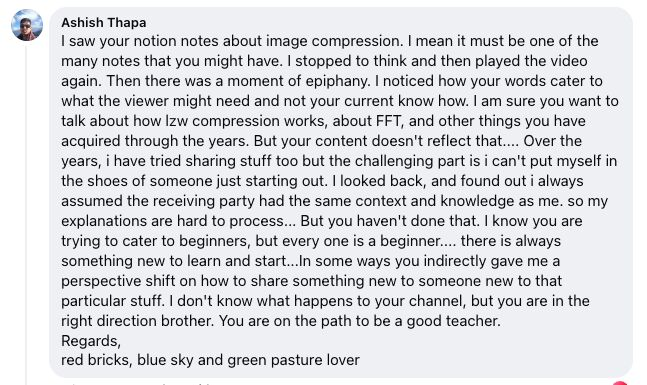 Ashish Thapa
I saw your notion notes about image compression. I mean it must be one of the
many notes that you might have. I stopped to think and then played the video
again. Then there was a moment of epiphany. I noticed how your words cater to
what the viewer might need and not your current know how. I am sure you want to
talk about how lzw compression works, about FFT, and other things you have
acquired through the years. But your content doesn't reflect that.... Over the
years, i have tried sharing stuff too but the challenging part is i can't put myself in
the shoes of someone just starting out. I looked back, and found out i always
assumed the receiving party had the same context and knowledge as me. so my
explanations are hard to process... But you haven't done that. I know you are
trying to cater to beginners, but every one is a beginner.... there is always
something new to learn and start...In some ways you indirectly gave me a
perspective shift on how to share something new to someone new to that
particular stuff. I don't know what happens to your channel, but you are in the
right direction brother. You are on the path to be a good teacher.
Regards,
red bricks, blue sky and green pasture lover